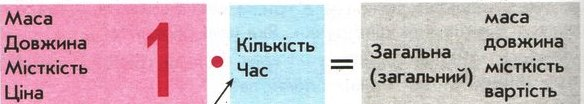 Маса
Довжина
Місткість
Ціна
1
•
Кількість
Час
=
Загальна
(загальний)
маса
довжина
місткість
вартість